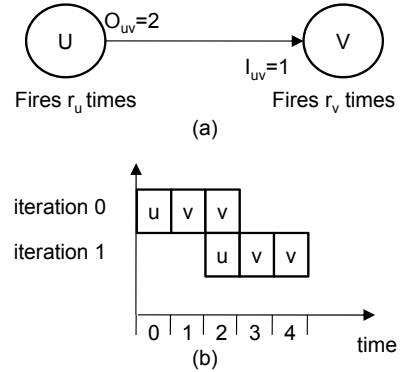 U O_uv=2 V
I_uv=1
Fires r_u times Fires r_v times
(a)
iteration 0 u v v
iteration 1 u v v
0 1 2 3 4
time
(b)